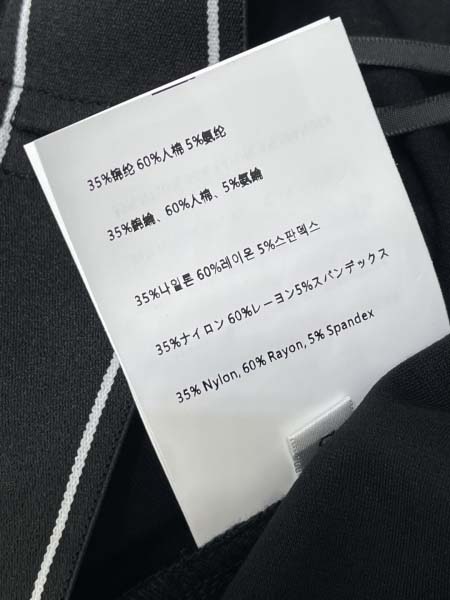 35%锦纶 60%人棉 5%氨纶
35%錦綸、60%人棉、5%氨綸
35%나일론 60%레이온 5%스판덱스
35%ナイロン 60%レーヨン5%スパンデックス
35% Nylon, 60% Rayon, 5% Spandex